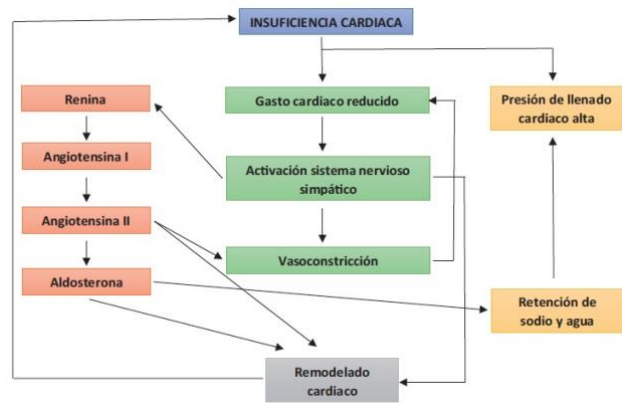 INSUFICIENCIA CARDIACA
Renina
Gasto cardiaco reducido
Presión de llenado
cardiaco alta
Angiotensina I
Activación sistema nervioso
simpático
Angiotensina II
Vasoconstricción
Aldosterona
Retención de
sodio y agua
Remodelado
cardiaco